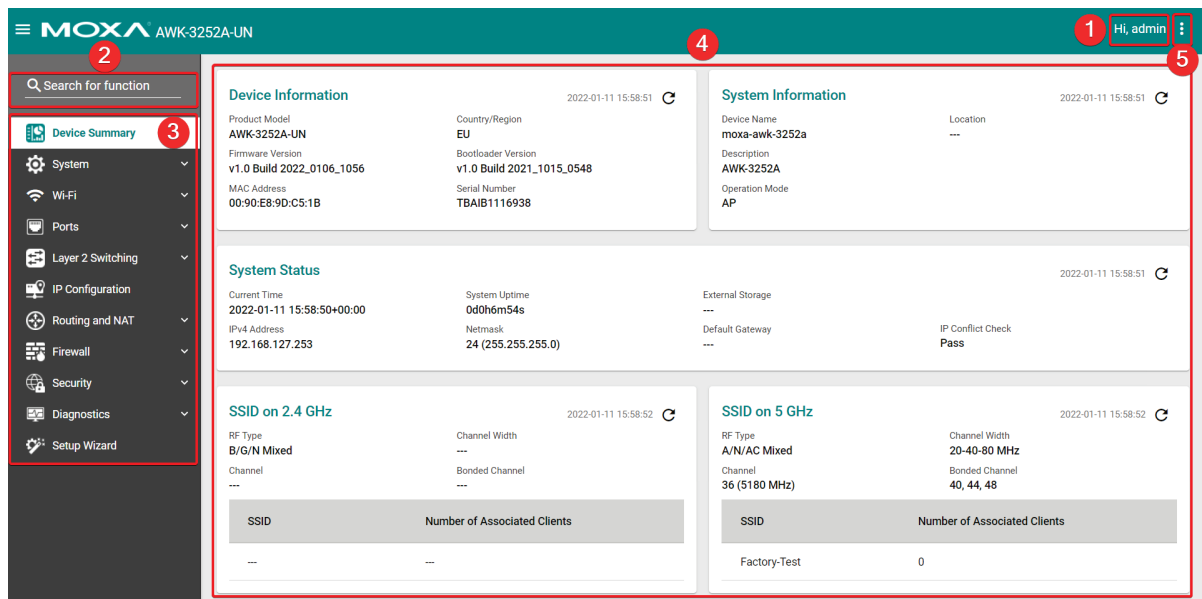 MOXA AWK-3252A-UN
1 Hi, admin
2
4
5
Search for function
Device Summary 3
System
Wi-Fi
Ports
Layer 2 Switching
IP Configuration
Routing and NAT
Firewall
Security
Diagnostics
Setup Wizard
Device Information 2022-01-11 15:58:51
Product Model Country/Region
AWK-3252A-UN EU
Firmware Version Bootloader Version
v1.0 Build 2022_0106_1056 v1.0 Build 2021_1015_0548
MAC Address Serial Number
00:90:E8:9D:C5:1B TBAIB1116938
System Information 2022-01-11 15:58:51
Device Name Location
moxa-awk-3252a ---
Description
AWK-3252A
Operation Mode
AP
System Status 2022-01-11 15:58:51
Current Time System Uptime External Storage
2022-01-11 15:58:50+00:00 0d0h6m54s ---
IPv4 Address Netmask Default Gateway IP Conflict Check
192.168.127.253 24 (255.255.255.0) --- Pass
SSID on 2.4 GHz 2022-01-11 15:58:52
RF Type Channel Width
B/G/N Mixed ---
Channel Bonded Channel
--- ---
SSID Number of Associated Clients
--- ---
SSID on 5 GHz 2022-01-11 15:58:52
RF Type Channel Width
A/N/AC Mixed 20-40-80 MHz
Channel Bonded Channel
36 (5180 MHz) 40, 44, 48
SSID Number of Associated Clients
Factory-Test 0